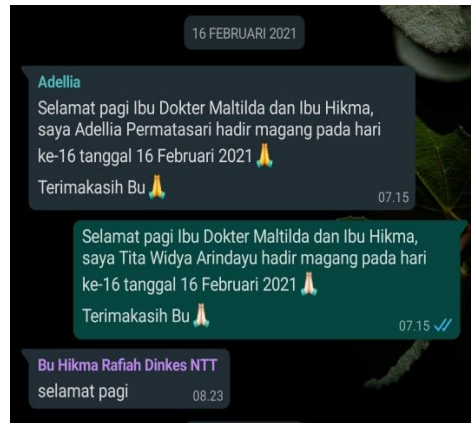 16 FEBRUARI 2021
Adellia
Selamat pagi Ibu Dokter Maltilda dan Ibu Hikma,
saya Adellia Permatasari hadir magang pada hari
ke-16 tanggal 16 Februari 2021 🙏
Terimakasih Bu 🙏
07.15
Selamat pagi Ibu Dokter Maltilda dan Ibu Hikma,
saya Tita Widya Arindayu hadir magang pada hari
ke-16 tanggal 16 Februari 2021 🙏🏻
Terimakasih Bu 🙏🏻
07.15
Bu Hikma Rafiah Dinkes NTT
selamat pagi 08.23